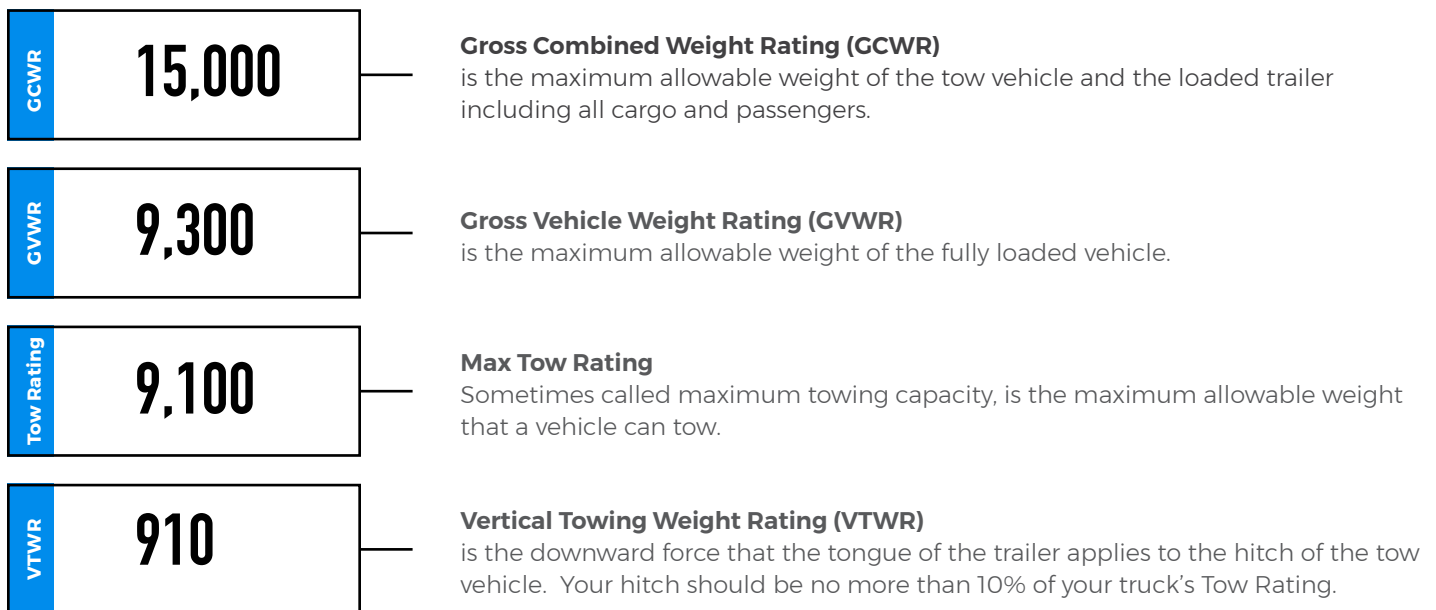 GCWR
15,000
Gross Combined Weight Rating (GCWR)
is the maximum allowable weight of the tow vehicle and the loaded trailer
including all cargo and passengers.
GVWR
9,300
Gross Vehicle Weight Rating (GVWR)
is the maximum allowable weight of the fully loaded vehicle.
Tow Rating
9,100
Max Tow Rating
Sometimes called maximum towing capacity, is the maximum allowable weight
that a vehicle can tow.
VTWR
910
Vertical Towing Weight Rating (VTWR)
is the downward force that the tongue of the trailer applies to the hitch of the tow
vehicle.  Your hitch should be no more than 10% of your truck's Tow Rating.